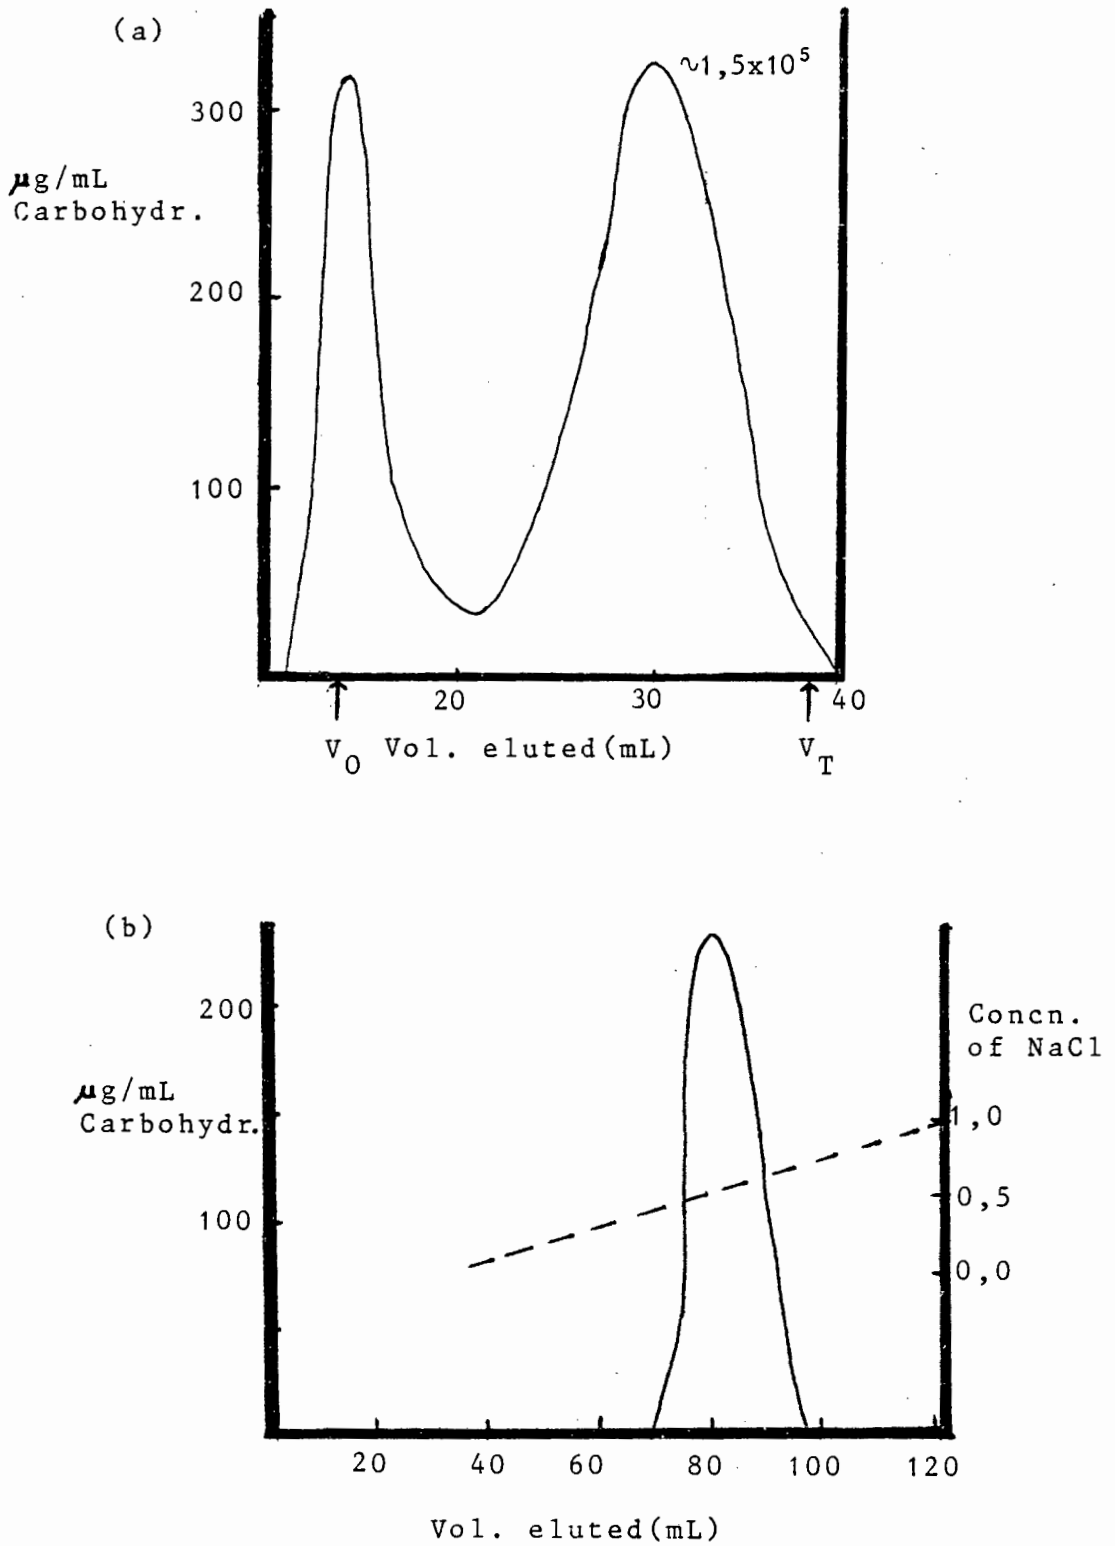 (a)
~1,5x10⁵
300
µg/mL
Carbohydr.
200
100
20 30 40
V₀ Vol. eluted(mL) V_T
(b)
200
Concn.
of NaCl
µg/mL
Carbohydr.
1,0
0,5
100
0,0
20 40 60 80 100 120
Vol. eluted(mL)